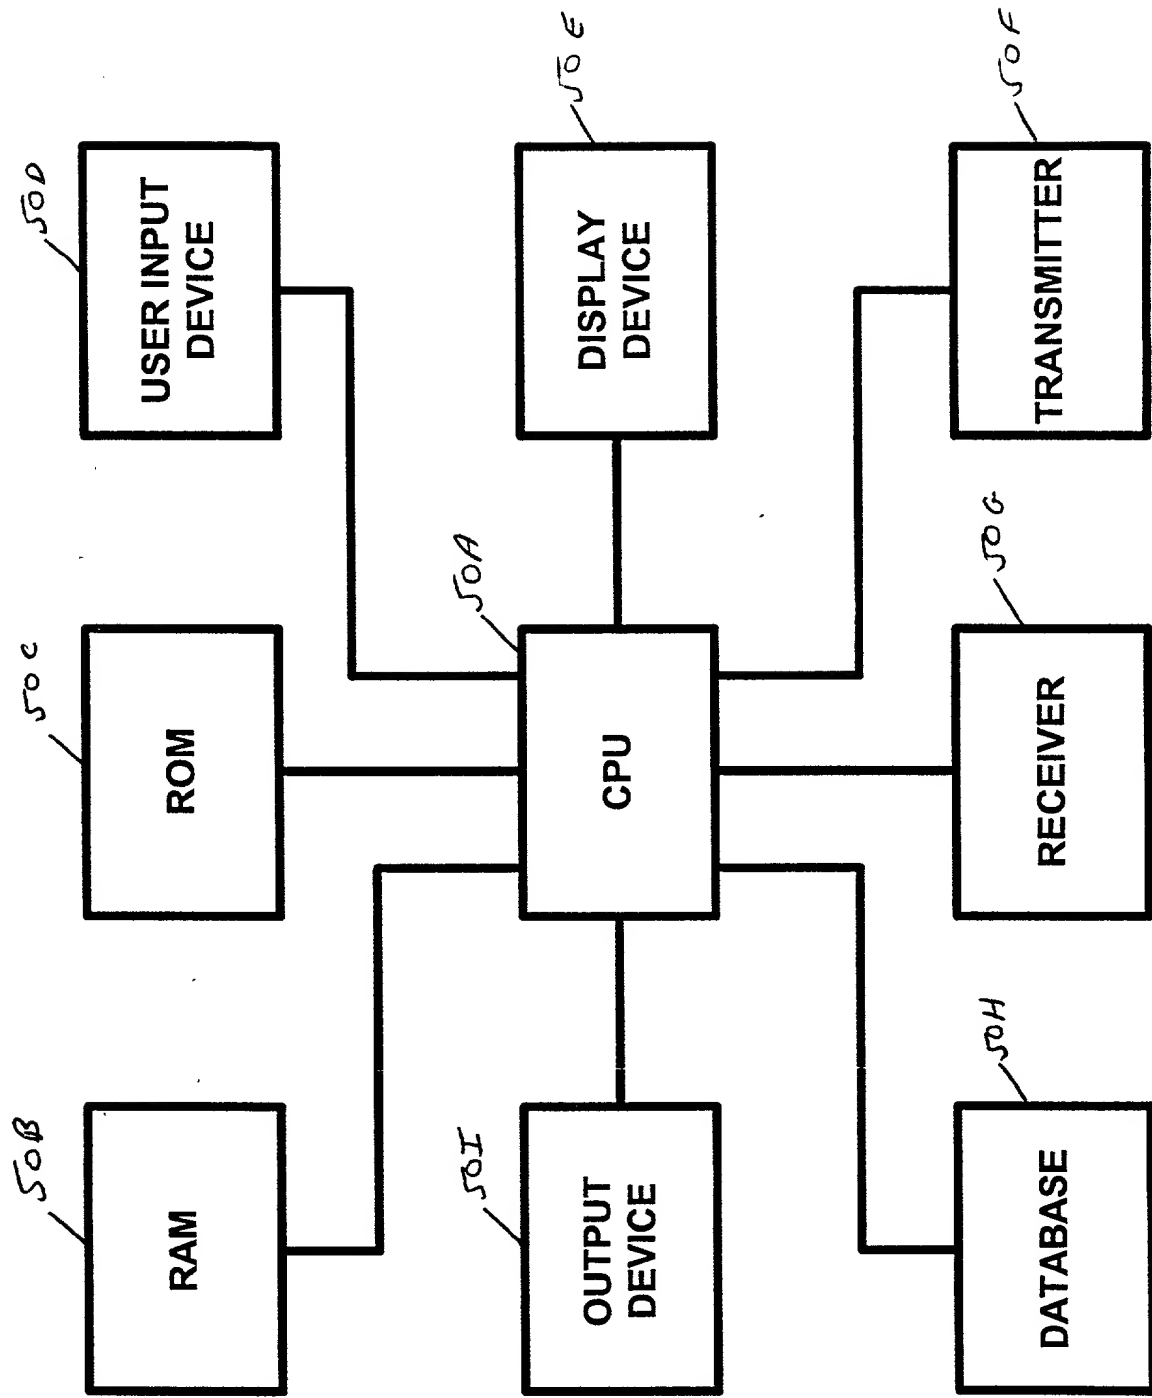 50B
RAM
50C
ROM
50D
USER INPUT
DEVICE
50I
OUTPUT
DEVICE
50A
CPU
50E
DISPLAY
DEVICE
50H
DATABASE
50G
RECEIVER
50F
TRANSMITTER